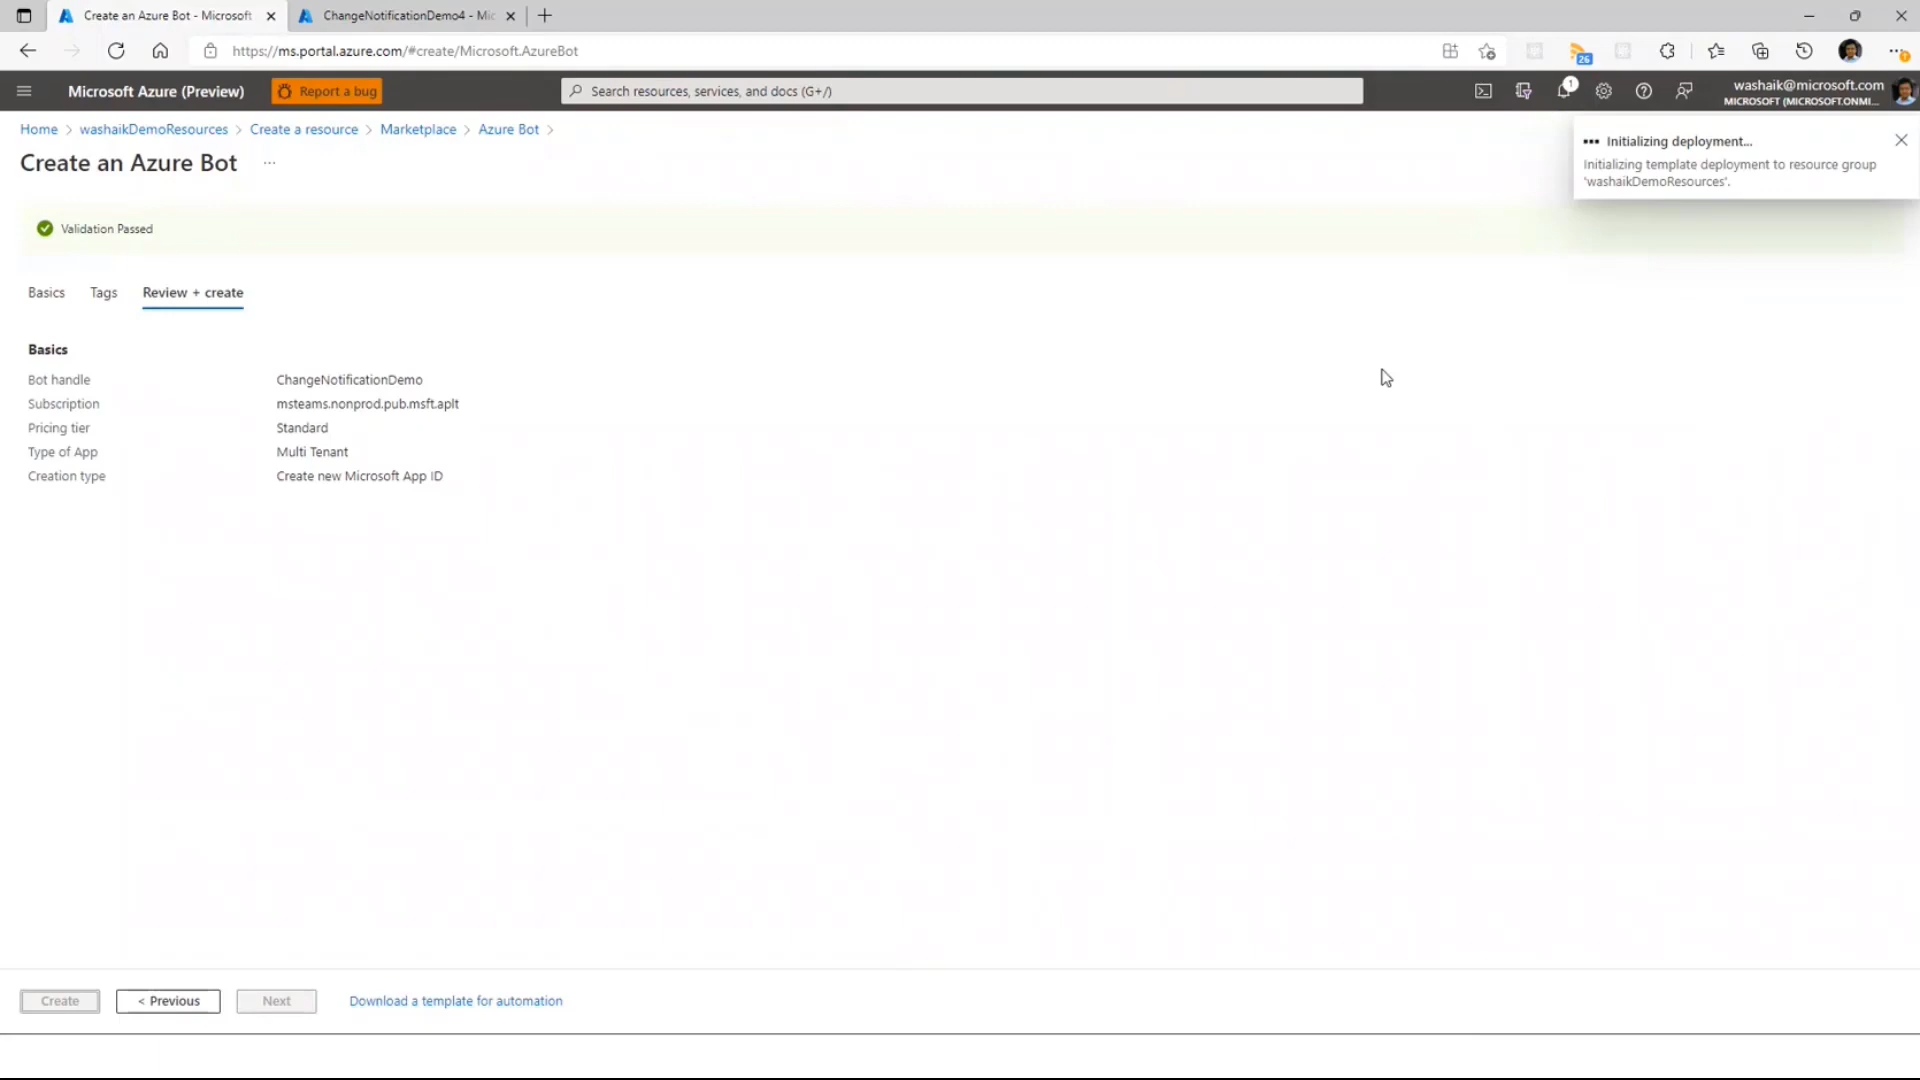 Create an Azure Bot - Microsoft
ChangeNotificationDemo4 - Mic
https://ms.portal.azure.com/#create/Microsoft.AzureBot
26
Microsoft Azure (Preview)
Report a bug
Search resources, services, and docs (G+/)
1
washaik@microsoft.com
MICROSOFT (MICROSOFT.ONMI...
Home > washaikDemoResources > Create a resource > Marketplace > Azure Bot >
Create an Azure Bot ...
Initializing deployment...
Initializing template deployment to resource group
'washaikDemoResources'.
Validation Passed
Basics Tags Review + create
Basics
Bot handle ChangeNotificationDemo
Subscription msteams.nonprod.pub.msft.aplt
Pricing tier Standard
Type of App Multi Tenant
Creation type Create new Microsoft App ID
Create < Previous Next Download a template for automation